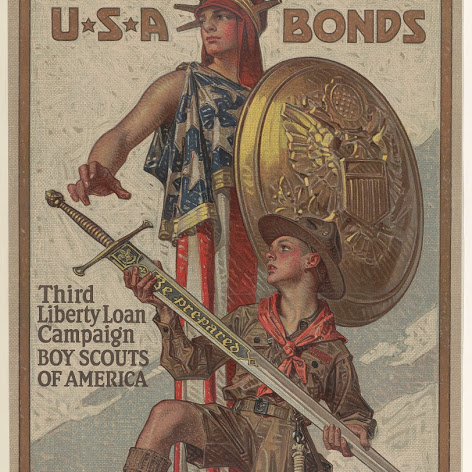 U★S★A BONDS
Third
Liberty Loan
Campaign
BOY SCOUTS
OF AMERICA
Be prepared